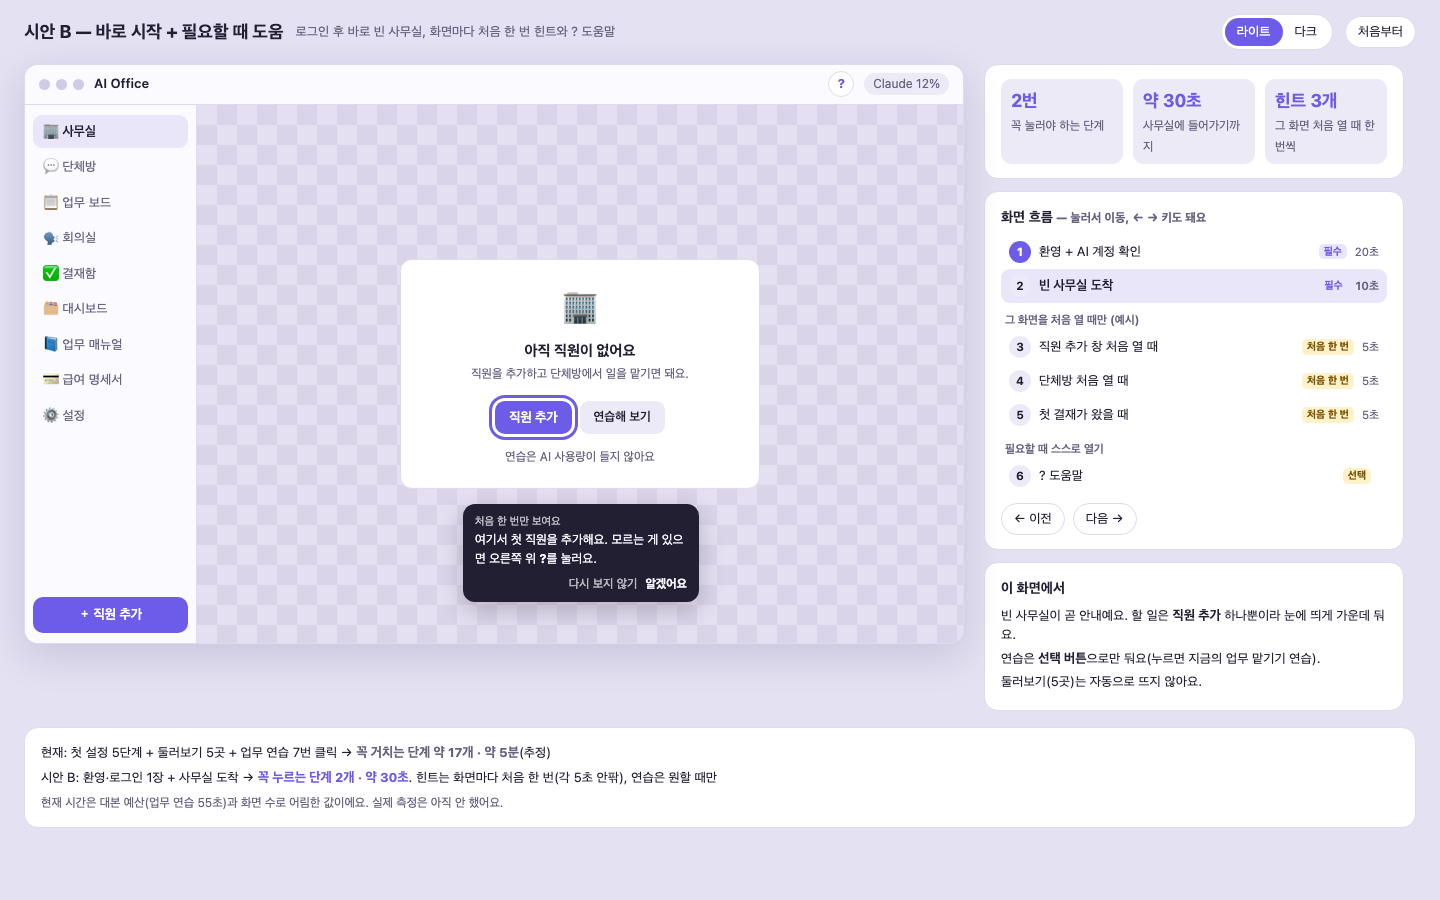 시안 B — 바로 시작 + 필요할 때 도움
로그인 후 바로 빈 사무실, 화면마다 처음 한 번 힌트와 ? 도움말
라이트
다크
처음부터
AI Office
?
Claude 12%
사무실
단체방
업무 보드
회의실
결재함
대시보드
업무 매뉴얼
급여 명세서
설정
+ 직원 추가
아직 직원이 없어요
직원을 추가하고 단체방에서 일을 맡기면 돼요.
직원 추가
연습해 보기
연습은 AI 사용량이 들지 않아요
처음 한 번만 보여요
여기서 첫 직원을 추가해요. 모르는 게 있으
면 오른쪽 위 ?를 눌러요.
다시 보지 않기 알겠어요
2번
꼭 눌러야 하는 단계
약 30초
사무실에 들어가기까
지
힌트 3개
그 화면 처음 열 때 한
번씩
화면 흐름 — 눌러서 이동, ← → 키도 돼요
1 환영 + AI 계정 확인 필수 20초
2 빈 사무실 도착 필수 10초
그 화면을 처음 열 때만 (예시)
3 직원 추가 창 처음 열 때 처음 한 번 5초
4 단체방 처음 열 때 처음 한 번 5초
5 첫 결재가 왔을 때 처음 한 번 5초
필요할 때 스스로 열기
6 ? 도움말 선택
← 이전
다음 →
이 화면에서
빈 사무실이 곧 안내예요. 할 일은 직원 추가 하나뿐이라 눈에 띄게 가운데 둬
요.
연습은 선택 버튼으로만 둬요(누르면 지금의 업무 맡기기 연습).
둘러보기(5곳)는 자동으로 뜨지 않아요.
현재: 첫 설정 5단계 + 둘러보기 5곳 + 업무 연습 7번 클릭 → 꼭 거치는 단계 약 17개 · 약 5분(추정)
시안 B: 환영·로그인 1장 + 사무실 도착 → 꼭 누르는 단계 2개 · 약 30초. 힌트는 화면마다 처음 한 번(각 5초 안팎), 연습은 원할 때만
현재 시간은 대본 예산(업무 연습 55초)과 화면 수로 어림한 값이에요. 실제 측정은 아직 안 했어요.